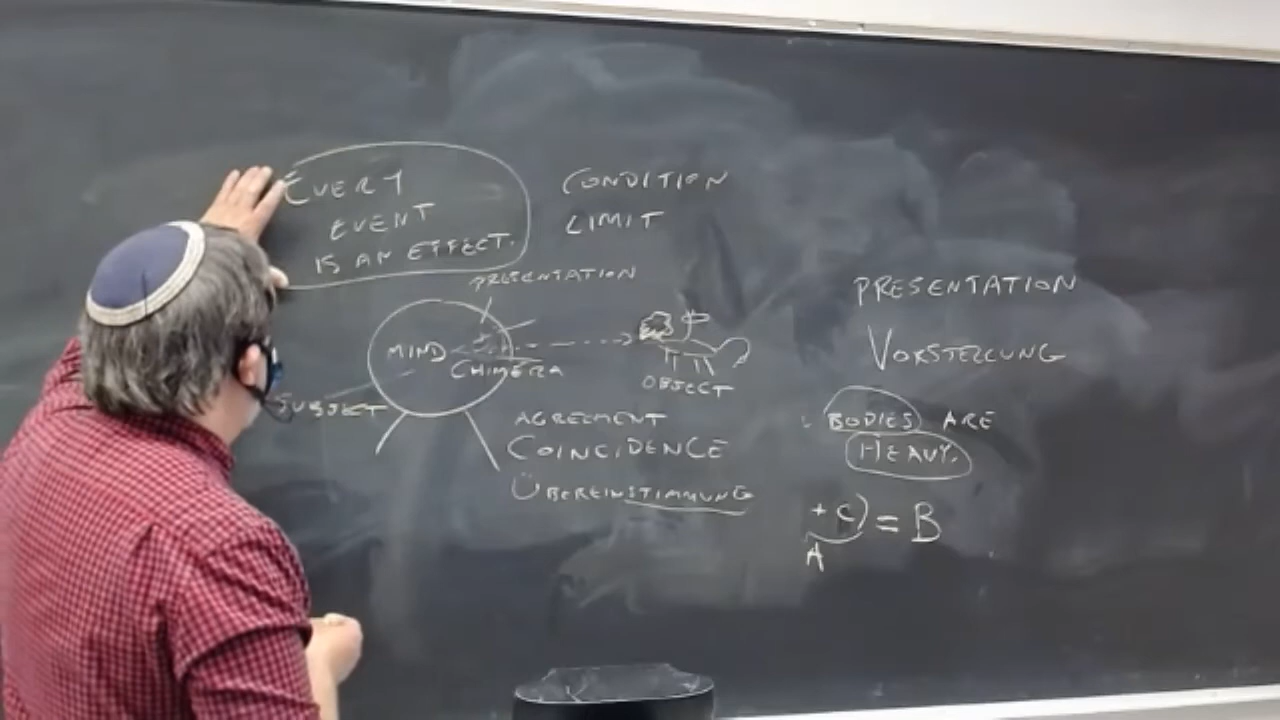 EVERY
EVENT
IS AN EFFECT.
CONDITION
LIMIT
PRESENTATION
MIND
CHIMERA
SUBJECT
OBJECT
AGREEMENT
COINCIDENCE
ÜBEREINSTIMMUNG
PRESENTATION
VORSTELLUNG
BODIES ARE
HEAVY.
+ C) = B
A